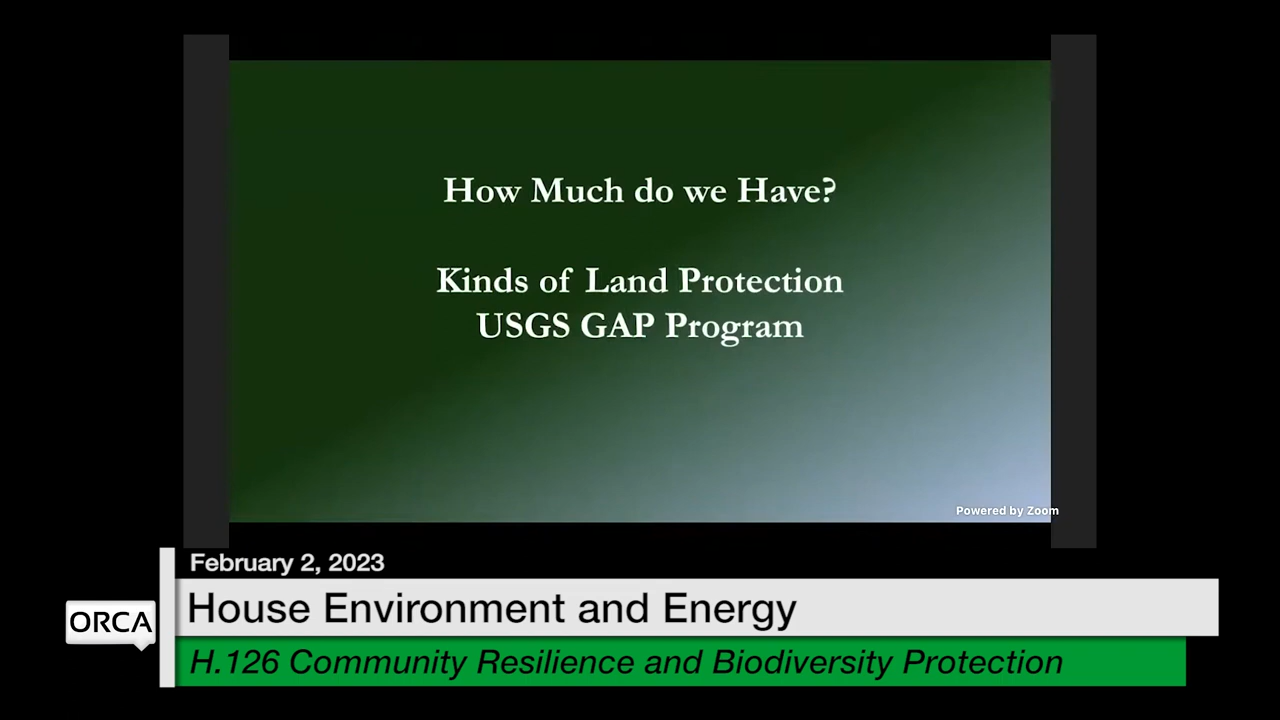 How Much do we Have?
Kinds of Land Protection
USGS GAP Program
Powered by Zoom
February 2, 2023
House Environment and Energy
ORCA
H.126 Community Resilience and Biodiversity Protection